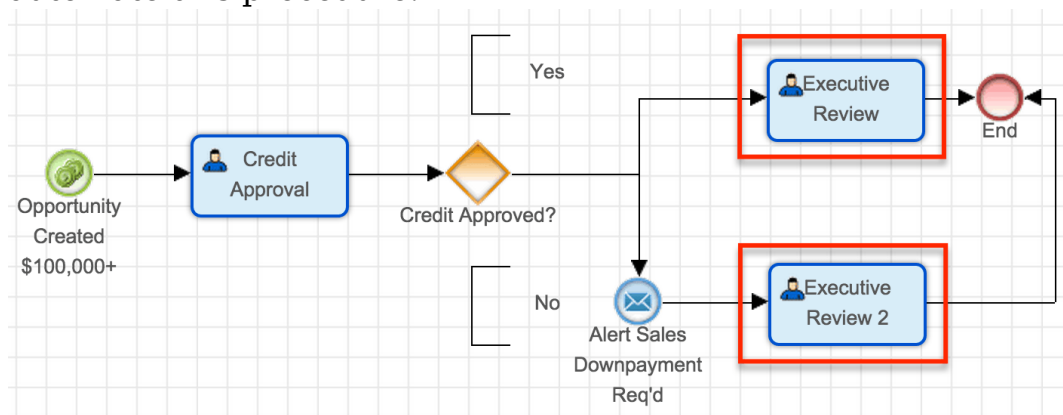 Yes
Executive
Review
End
Credit
Approval
Opportunity
Created
$100,000+
Credit Approved?
No
Alert Sales
Downpayment
Req'd
Executive
Review 2